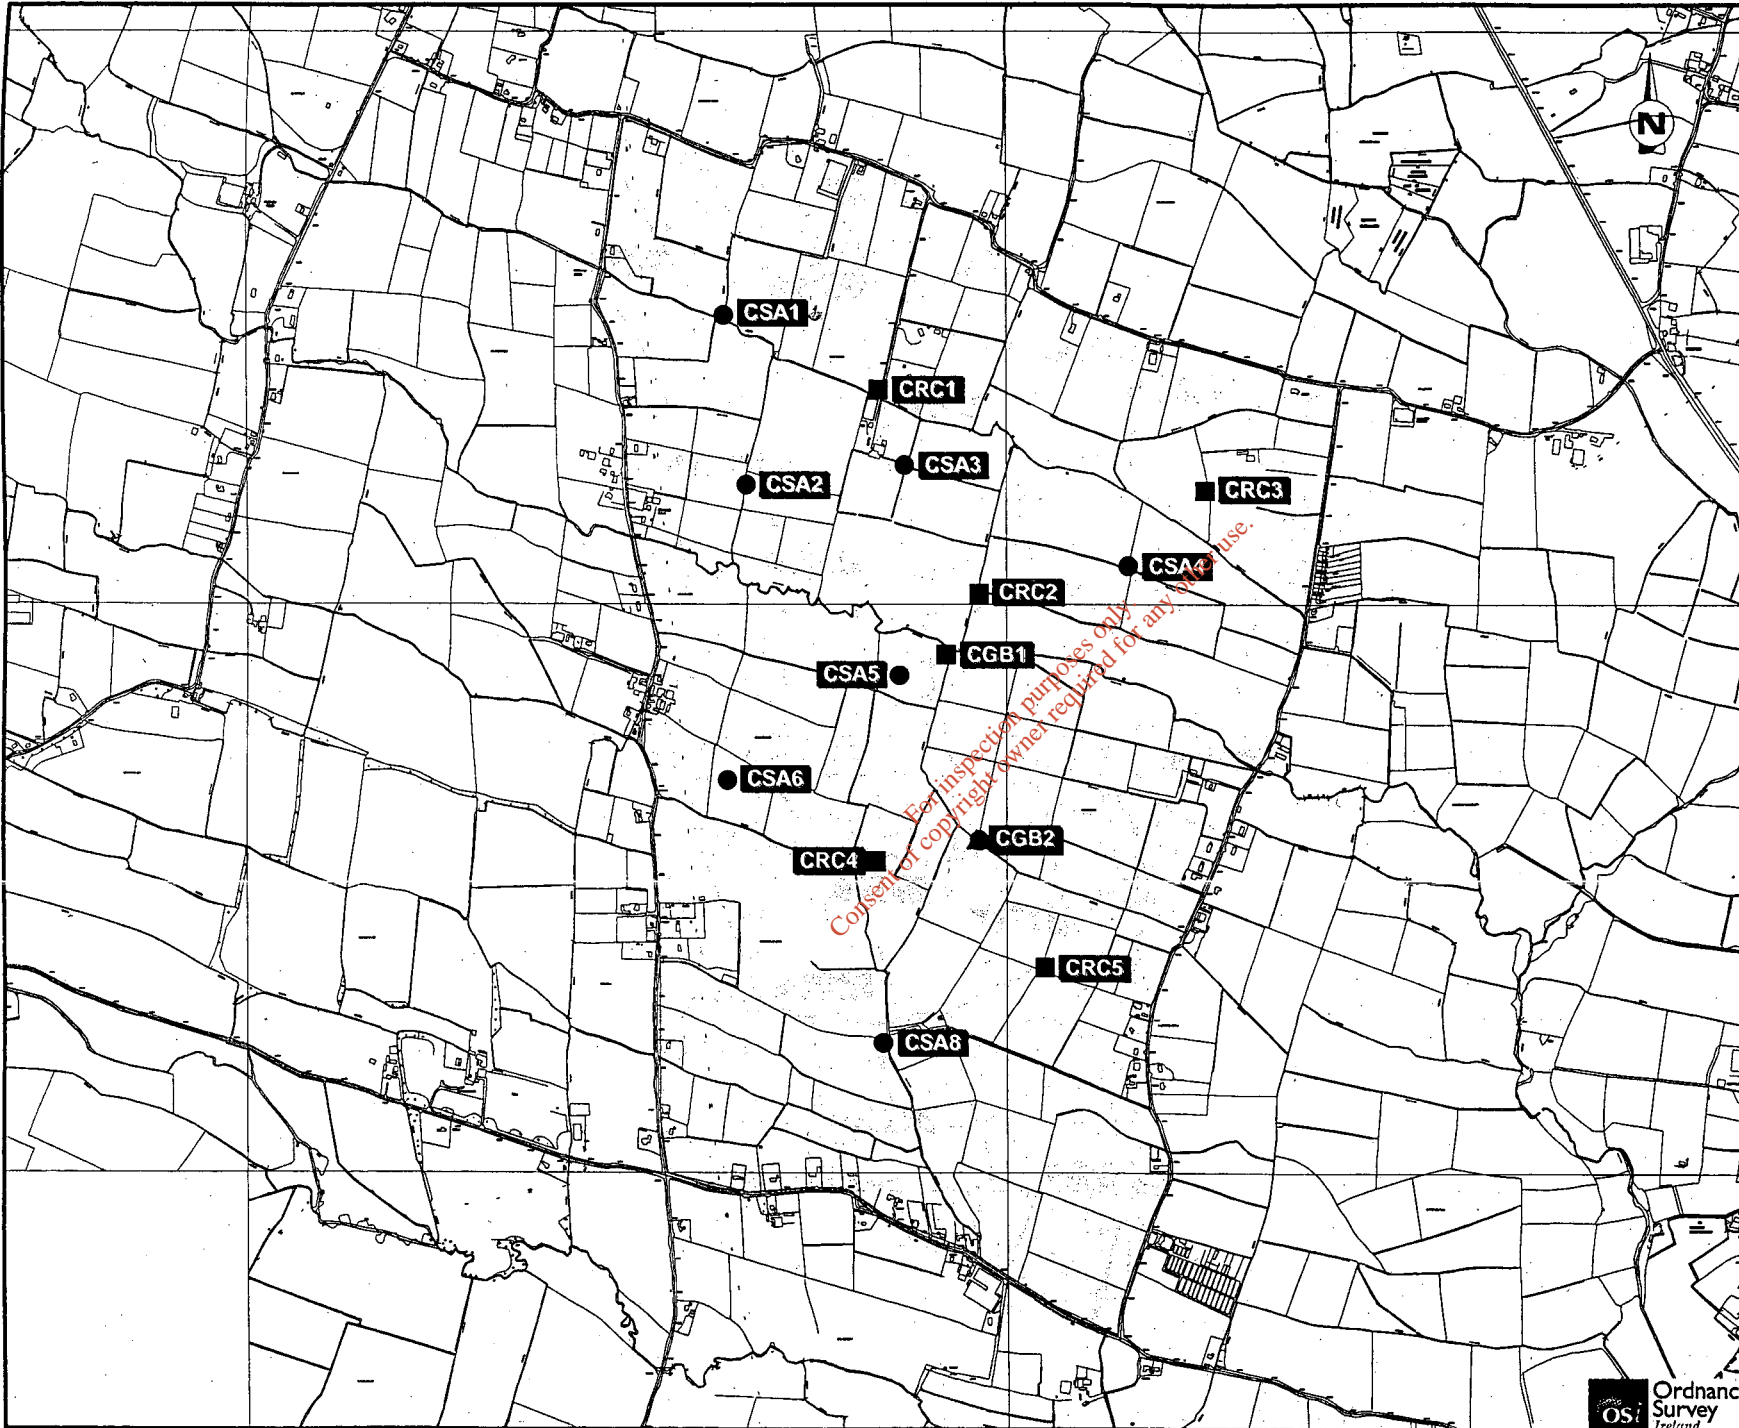 N
CSA1
CRC1
CSA3
CSA2
CRC3
CSA4
CRC2
CGB1
CSA5
CSA6
CGB2
CRC4
CRC5
CSA8
For inspection purposes only.
Consent of copyright owner required for any other use.
osi
Ordnanc
Survey
Ireland